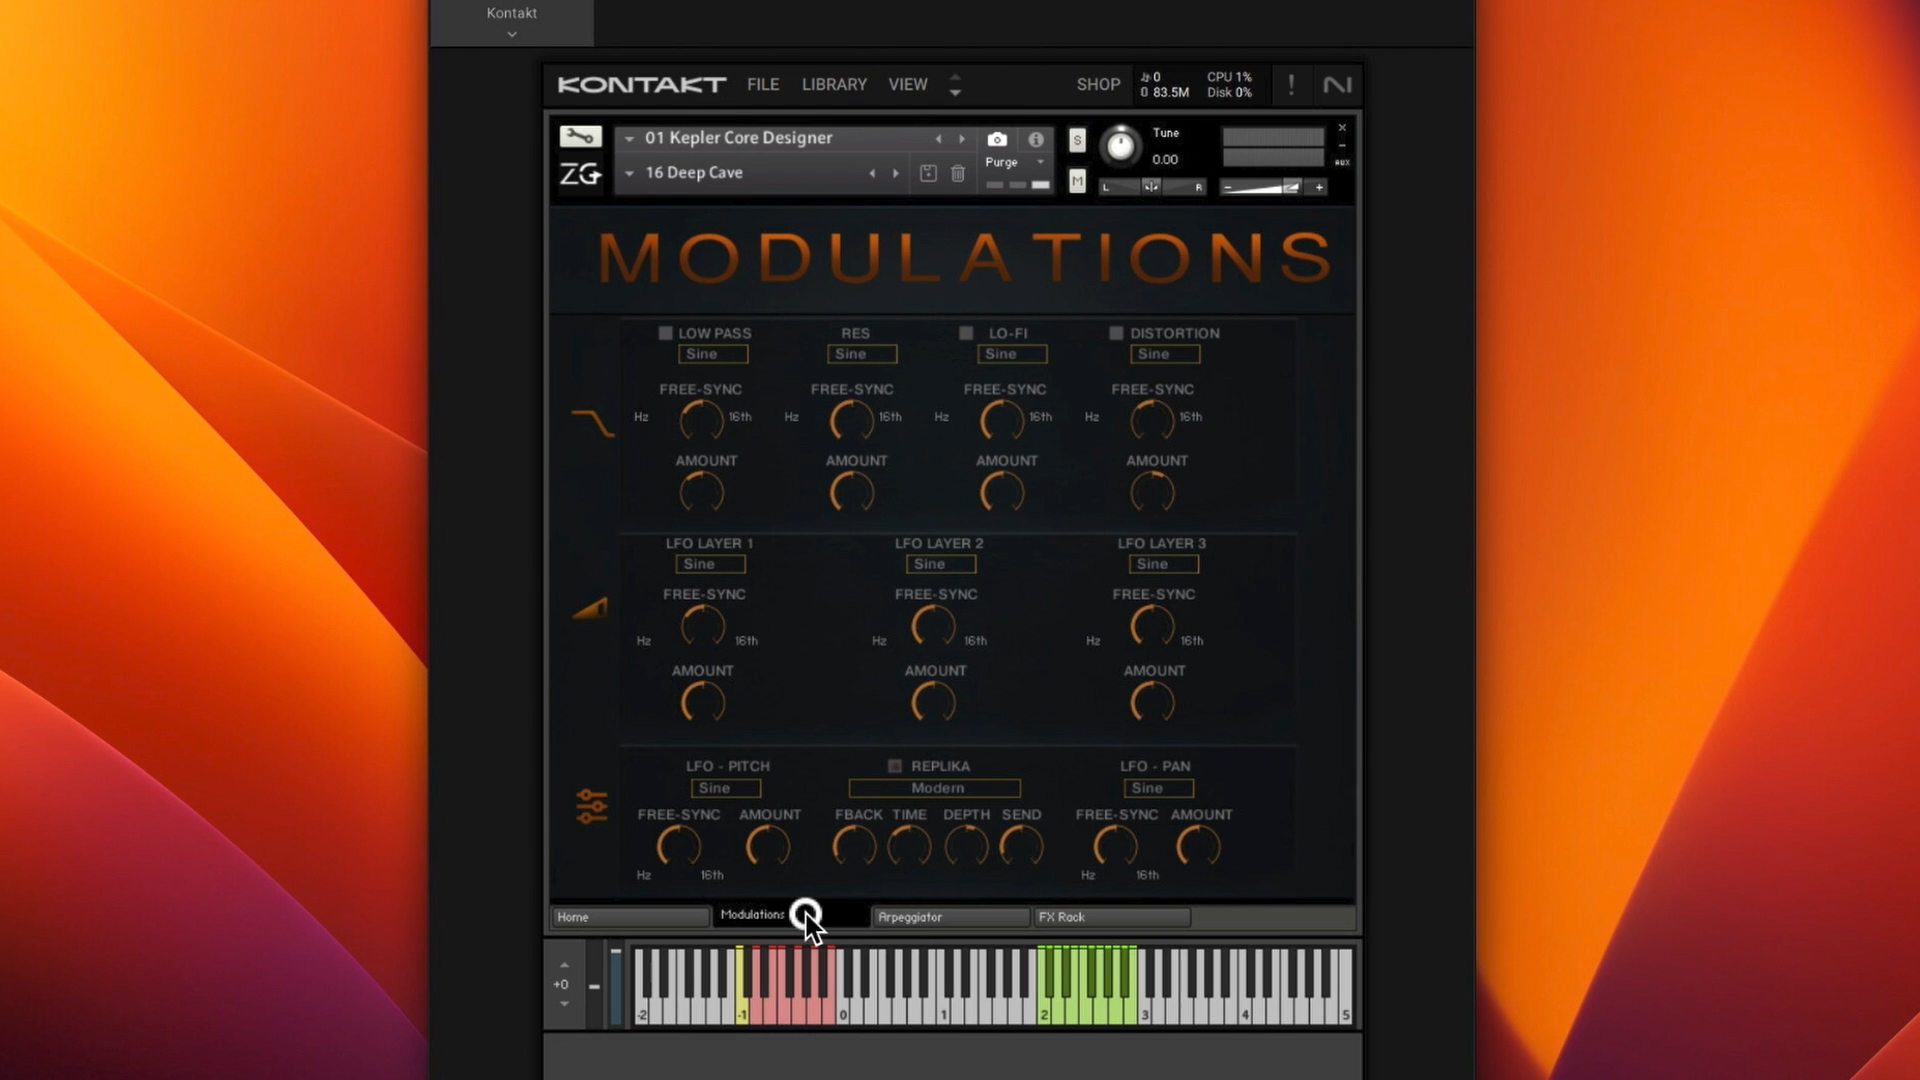 Kontakt
KONTAKT FILE LIBRARY VIEW SHOP 0 CPU 1%
0 83.5M Disk 0% !
01 Kepler Core Designer S Tune
Purge 0.00 AUX
ZG 16 Deep Cave M L R - +
MODULATIONS
LOW PASS RES LO-FI DISTORTION
Sine Sine Sine Sine
FREE-SYNC FREE-SYNC FREE-SYNC FREE-SYNC
Hz 16th Hz 16th Hz 16th Hz 16th
AMOUNT AMOUNT AMOUNT AMOUNT
LFO LAYER 1 LFO LAYER 2 LFO LAYER 3
Sine Sine Sine
FREE-SYNC FREE-SYNC FREE-SYNC
Hz 16th Hz 16th Hz 16th
AMOUNT AMOUNT AMOUNT
LFO - PITCH REPLIKA LFO - PAN
Sine Modern Sine
FREE-SYNC AMOUNT FBACK TIME DEPTH SEND FREE-SYNC AMOUNT
Hz 16th Hz 16th
Home Modulations Arpeggiator FX Rack
+0
-2 -1 0 1 2 3 4 5